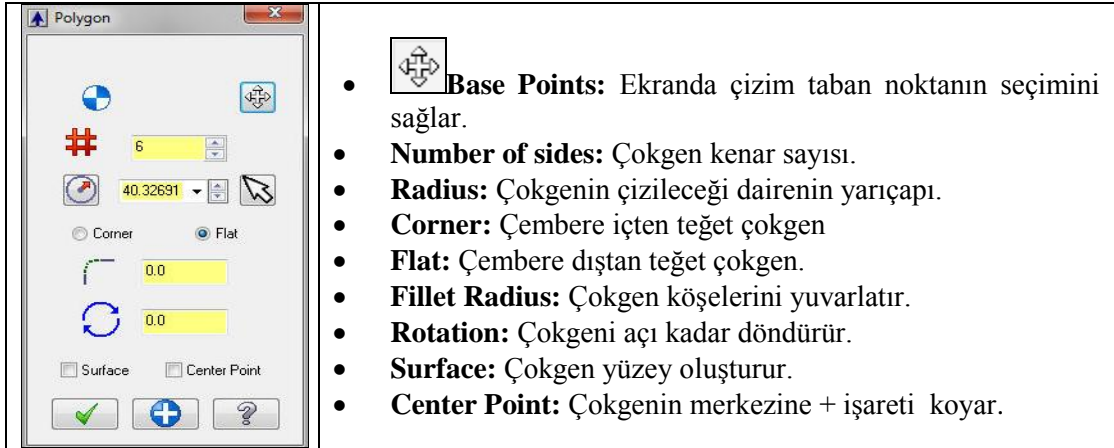 Polygon
6
40.32691
Corner Flat
0.0
0.0
Surface Center Point
• Base Points: Ekranda çizim taban noktanın seçimini
sağlar.
• Number of sides: Çokgen kenar sayısı.
• Radius: Çokgenin çizileceği dairenin yarıçapı.
• Corner: Çembere içten teğet çokgen
• Flat: Çembere dıştan teğet çokgen.
• Fillet Radius: Çokgen köşelerini yuvarlatır.
• Rotation: Çokgeni açı kadar döndürür.
• Surface: Çokgen yüzey oluşturur.
• Center Point: Çokgenin merkezine + işareti koyar.